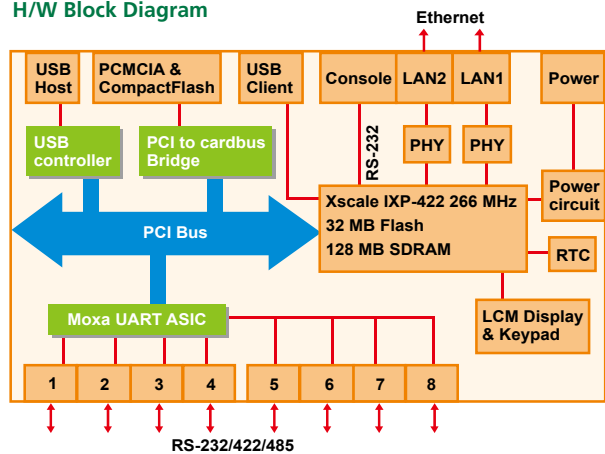 H/W Block Diagram
Ethernet
USB
Host
PCMCIA &
CompactFlash
USB
Client
Console
LAN2
LAN1
Power
USB
controller
PCI to cardbus
Bridge
RS-232
PHY
PHY
Power
circuit
PCI Bus
Xscale IXP-422 266 MHz
32 MB Flash
128 MB SDRAM
RTC
Moxa UART ASIC
LCM Display
& Keypad
1
2
3
4
5
6
7
8
RS-232/422/485